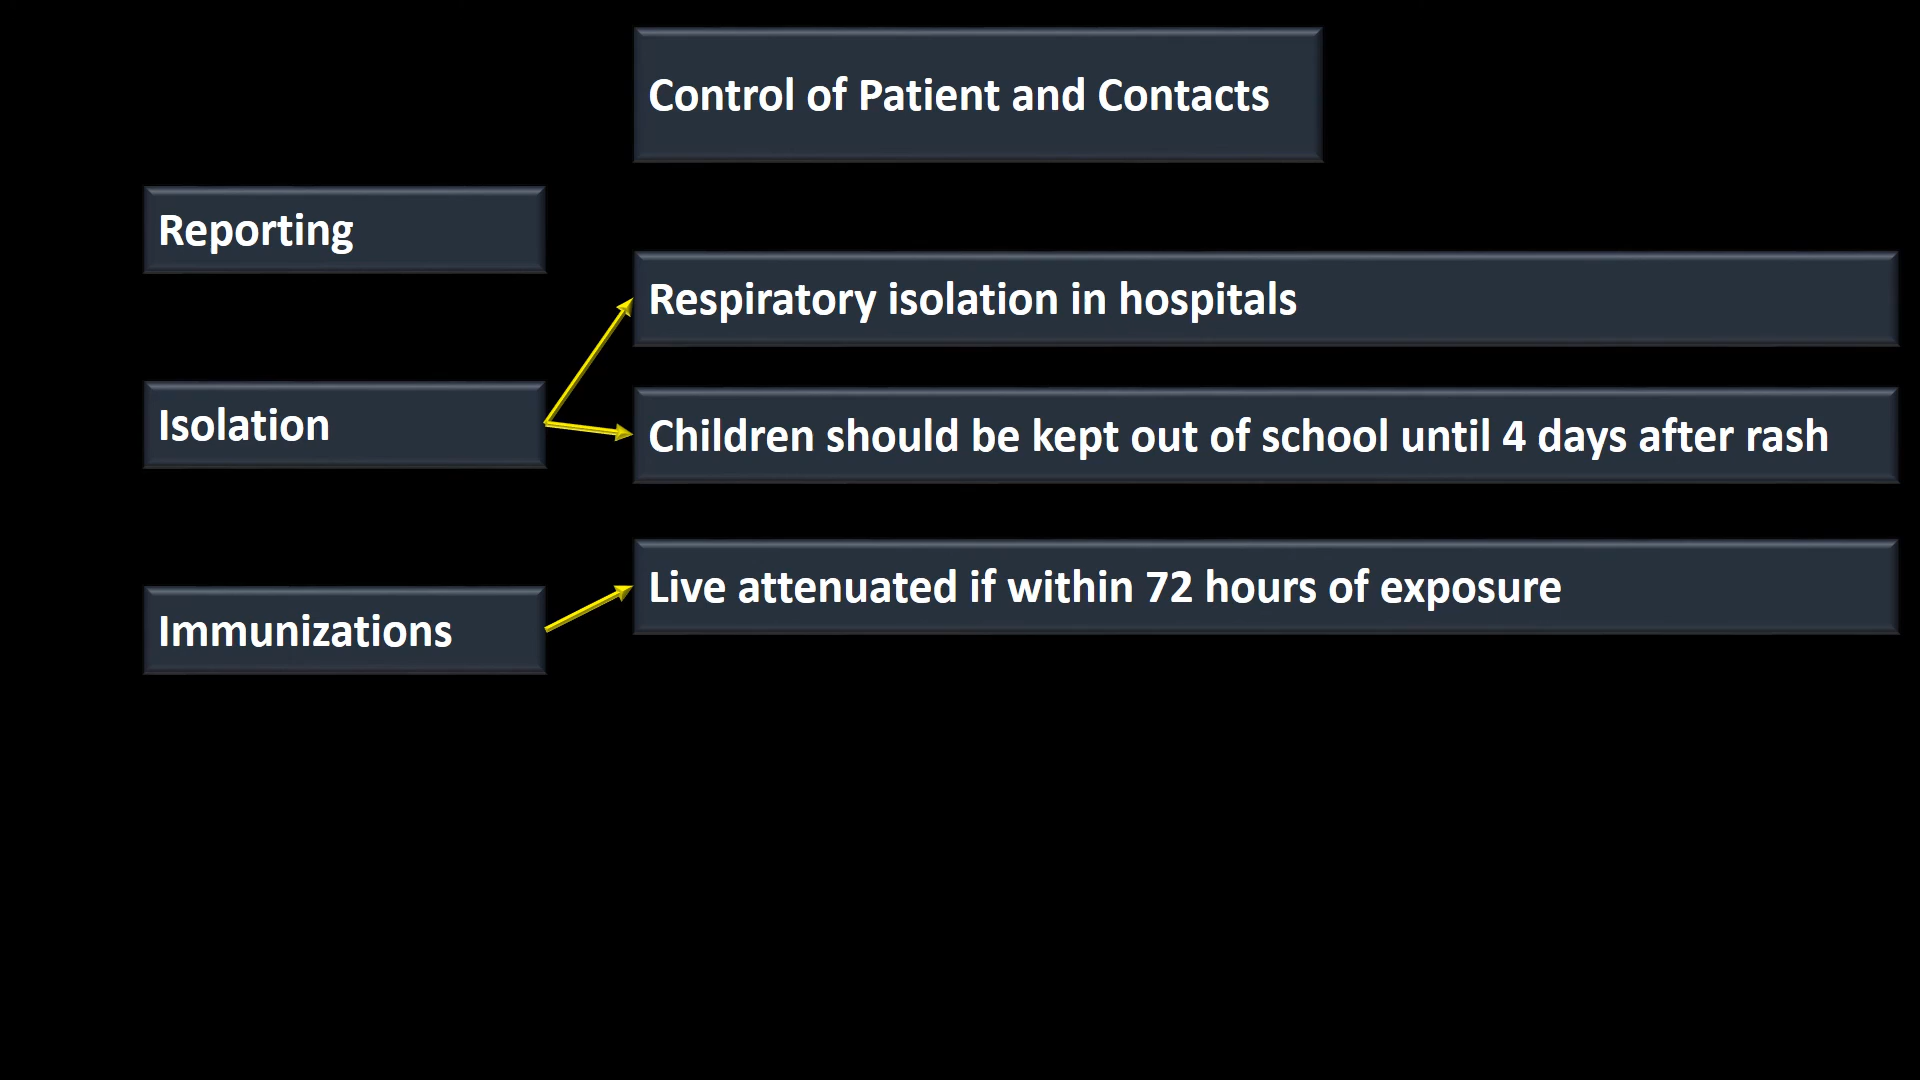 Control of Patient and Contacts
Reporting
Isolation
Respiratory isolation in hospitals
Children should be kept out of school until 4 days after rash
Immunizations
Live attenuated if within 72 hours of exposure